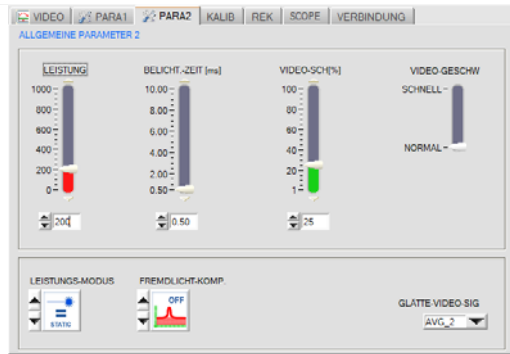 VIDEO PARA1 PARA2 KALIB REK SCOPE VERBINDUNG
ALLGEMEINE PARAMETER 2
LEISTUNG BELICHT.-ZEIT [ms] VIDEO-SCH[%] VIDEO-GESCHW
1000 10.00 100 SCHNELL
800 8.00 80
600 6.00 60
400 4.00 40 NORMAL
200 2.00 20
0 0.50 1
200 0.50 25
LEISTUNGS-MODUS FREMDLICHT-KOMP.
OFF
STATIC
GLATTE-VIDEO-SIG
AVG_2